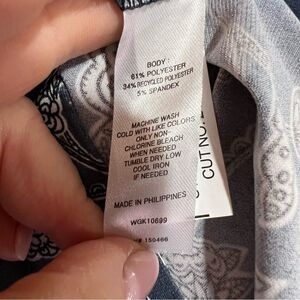 BODY
61% POLYESTER
34% RECYCLED POLYESTER
5% SPANDEX
MACHINE WASH
COLD WITH LIKE COLORS
ONLY NON-
CHLORINE BLEACH
WHEN NEEDED
TUMBLE DRY LOW
COOL IRON
IF NEEDED
MADE IN PHILIPPINES
WGK10699
150466
CUT NO